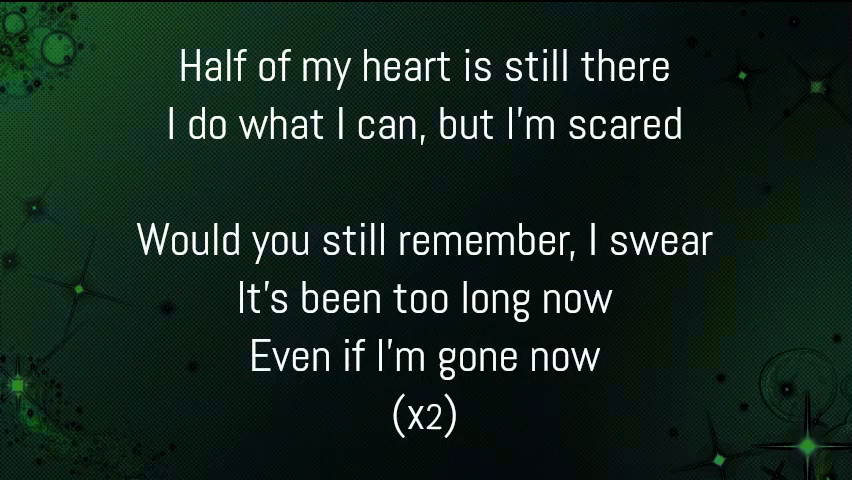 Half of my heart is still there
I do what I can, but I'm scared
Would you still remember, I swear
It's been too long now
Even if I'm gone now
(x2)